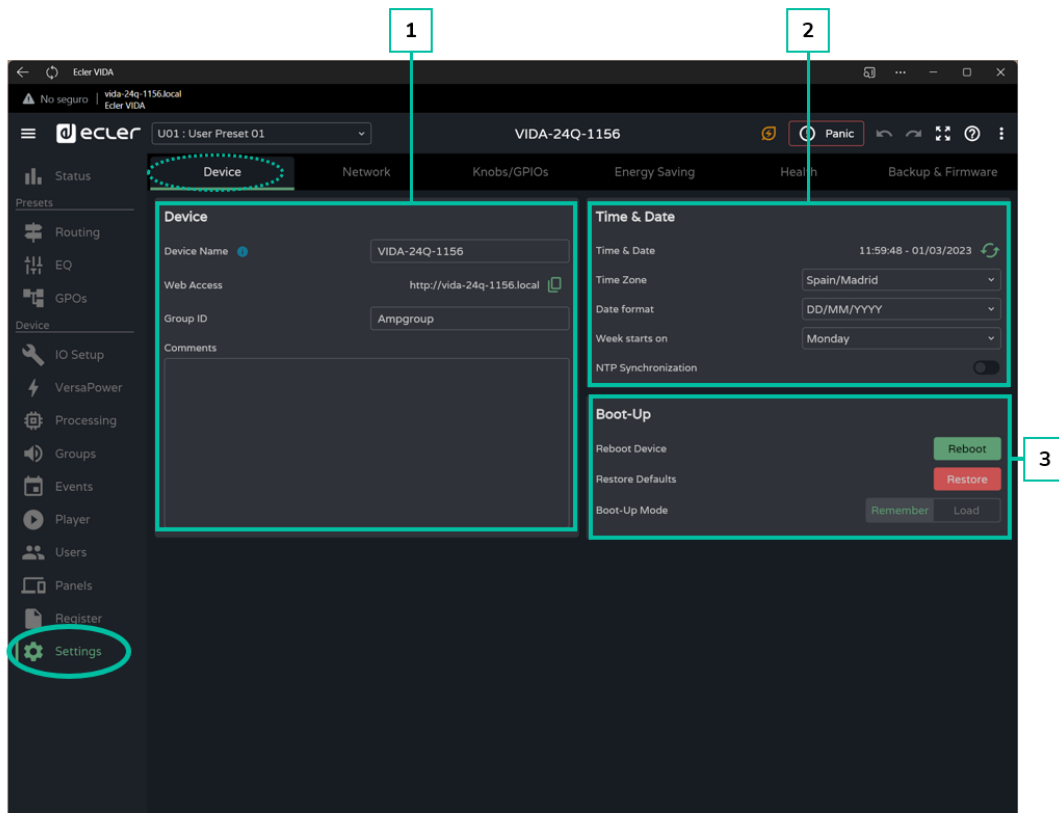 1
2
Ecler VIDA
No seguro
vida-24q-1156.local
Ecler VIDA
ecler
U01 : User Preset 01
VIDA-24Q-1156
Panic
Status
Device
Network
Knobs/GPIOs
Energy Saving
Health
Backup & Firmware
Presets
Routing
EQ
GPOs
Device
IO Setup
VersaPower
Processing
Groups
Events
Player
Users
Panels
Register
Settings
Device
Device Name
VIDA-24Q-1156
Web Access
http://vida-24q-1156.local
Group ID
Ampgroup
Comments
Time & Date
Time & Date
11:59:48 - 01/03/2023
Time Zone
Spain/Madrid
Date format
DD/MM/YYYY
Week starts on
Monday
NTP Synchronization
Boot-Up
Reboot Device
Reboot
Restore Defaults
Restore
Boot-Up Mode
Remember
Load
3